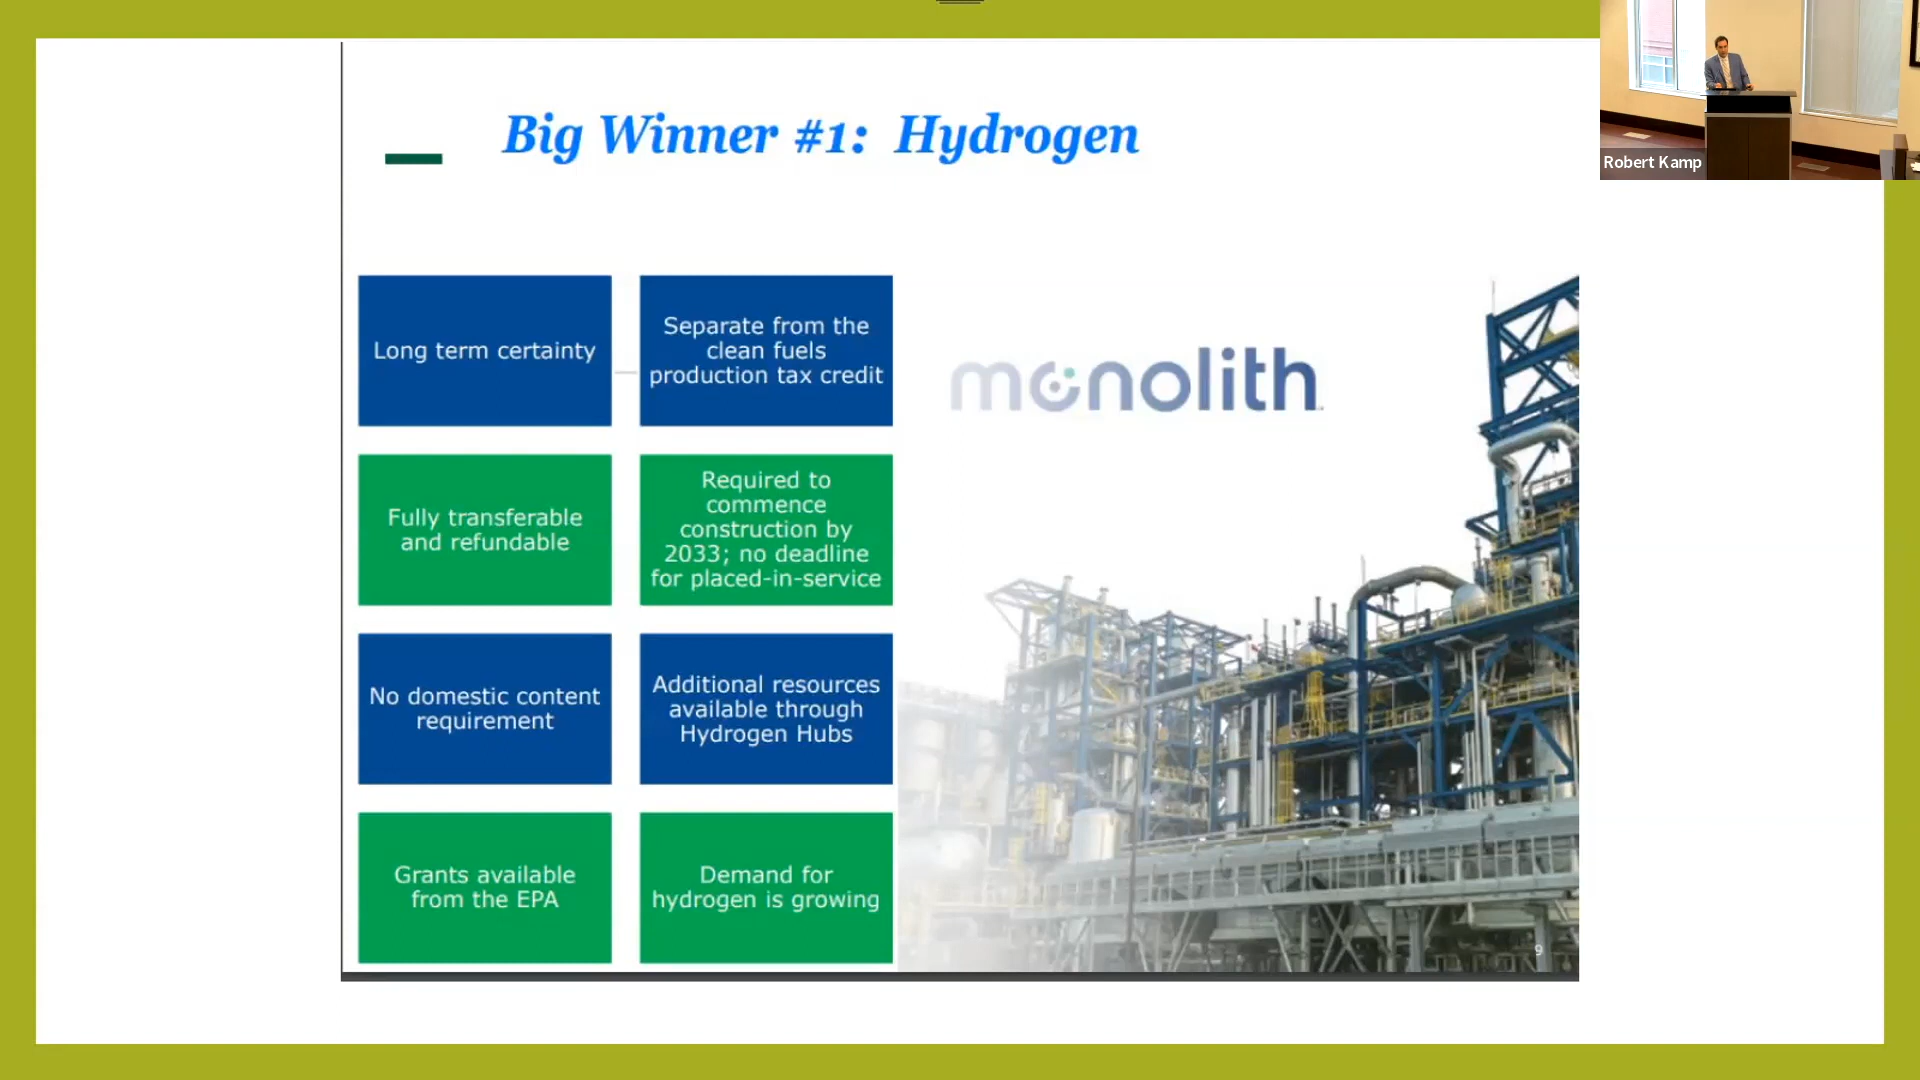 Big Winner #1: Hydrogen
Robert Kamp
Long term certainty
Separate from the
clean fuels
production tax credit
monolith
Fully transferable
and refundable
Required to
commence
construction by
2033; no deadline
for placed-in-service
No domestic content
requirement
Additional resources
available through
Hydrogen Hubs
Grants available
from the EPA
Demand for
hydrogen is growing
9